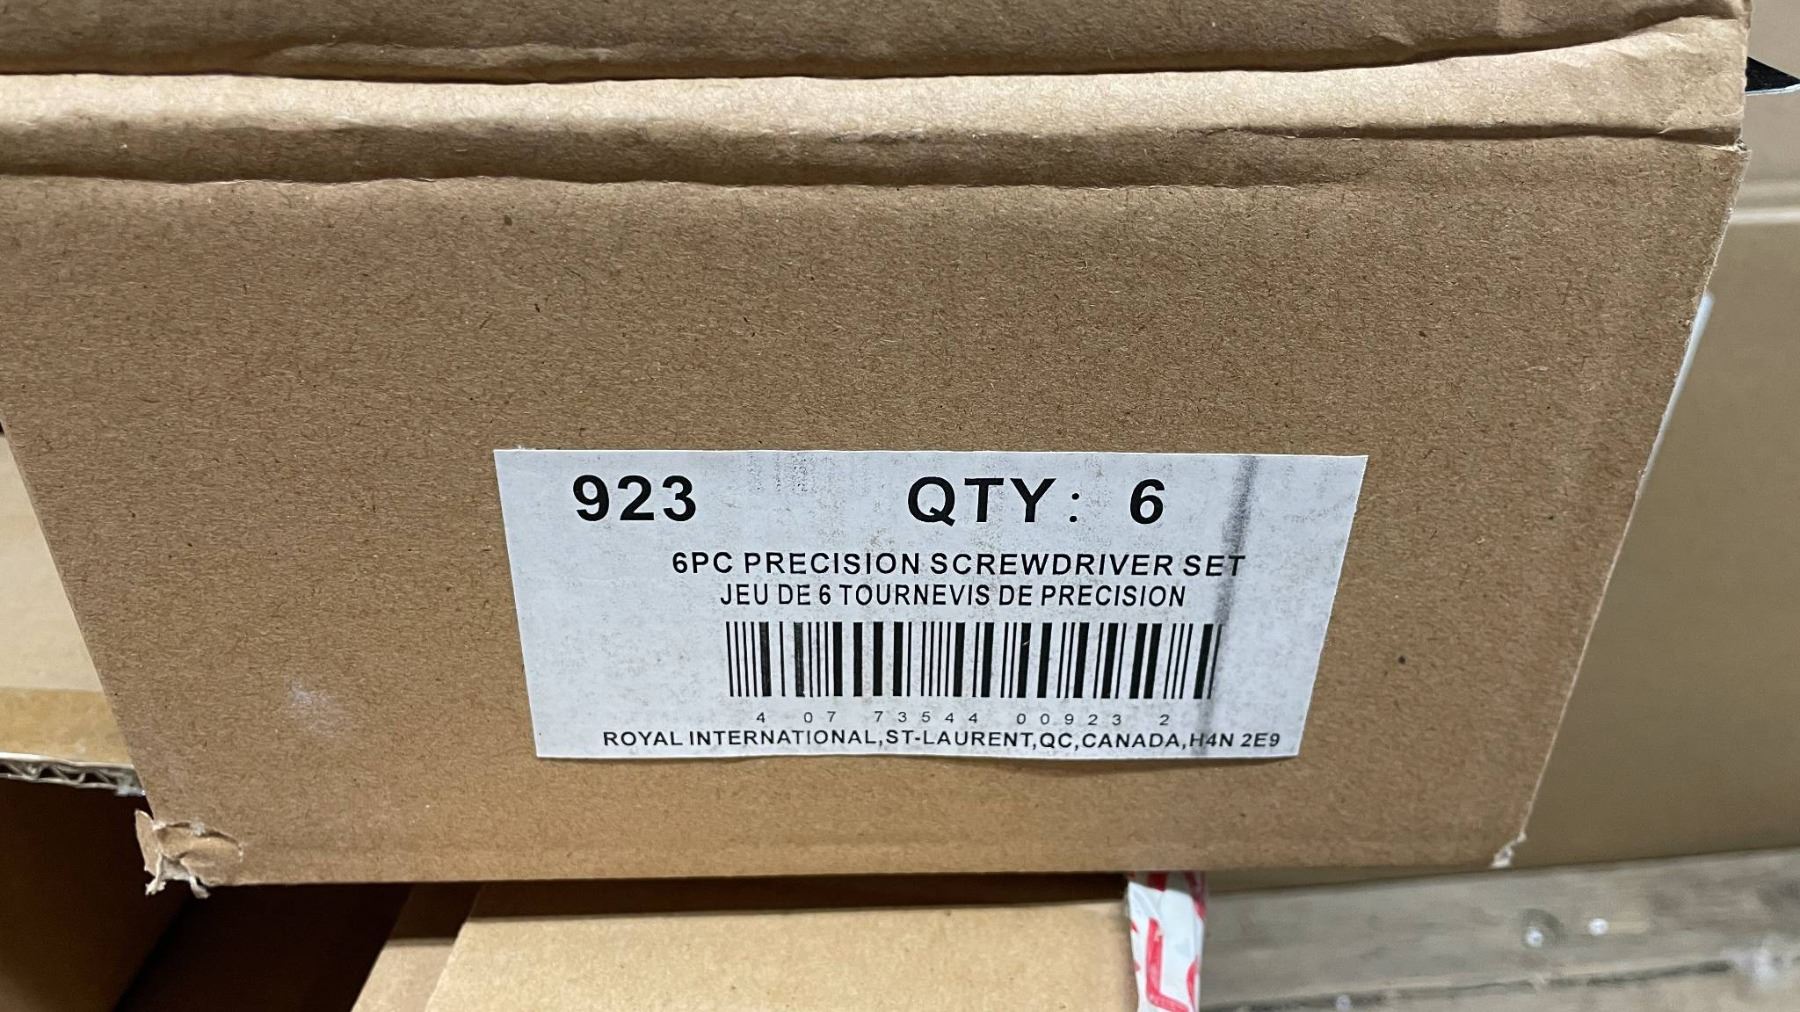 923 QTY: 6
6PC PRECISION SCREWDRIVER SET
JEU DE 6 TOURNEVIS DE PRECISION
4 07 73544 00923 2
ROYAL INTERNATIONAL,ST-LAURENT,QC,CANADA,H4N 2E9